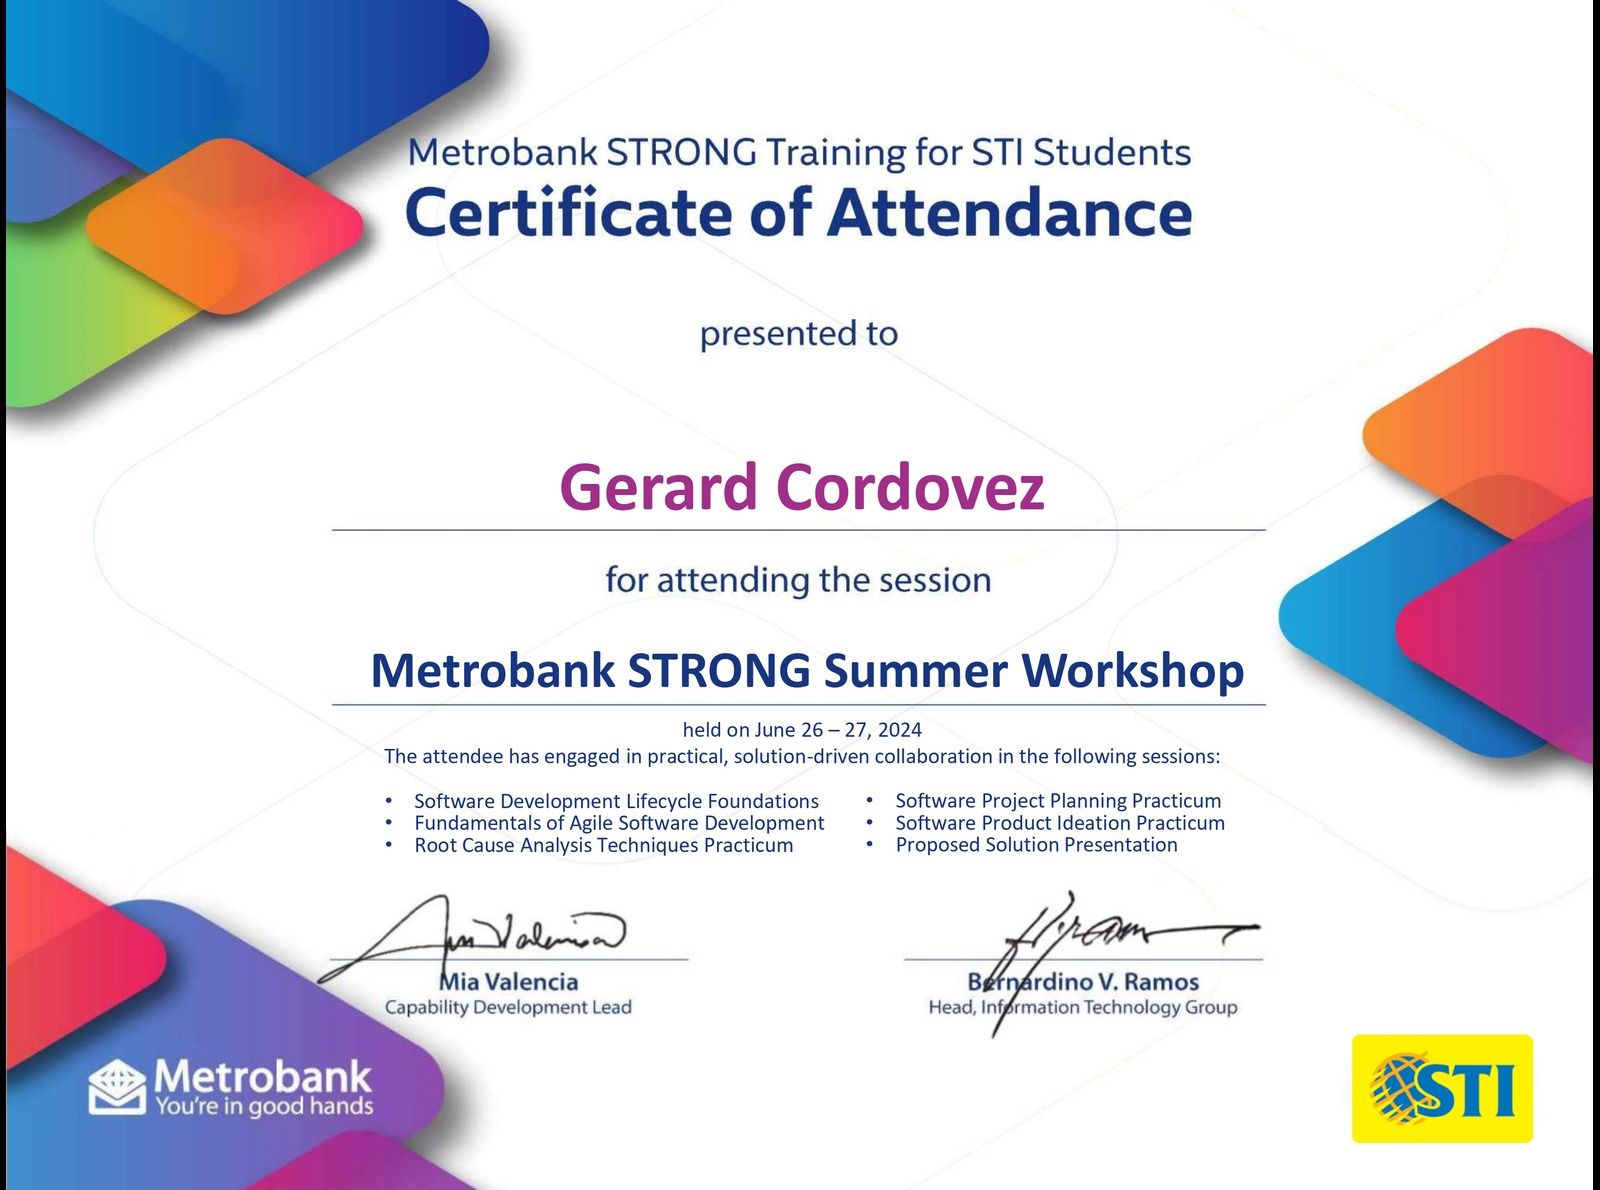 Metrobank STRONG Training for STI Students
Certificate of Attendance
presented to
Gerard Cordovez
for attending the session
Metrobank STRONG Summer Workshop
held on June 26 – 27, 2024
The attendee has engaged in practical, solution-driven collaboration in the following sessions:
• Software Development Lifecycle Foundations
• Fundamentals of Agile Software Development
• Root Cause Analysis Techniques Practicum
• Software Project Planning Practicum
• Software Product Ideation Practicum
• Proposed Solution Presentation
Mia Valencia
Capability Development Lead
Bernardino V. Ramos
Head, Information Technology Group
Metrobank
You're in good hands
STI